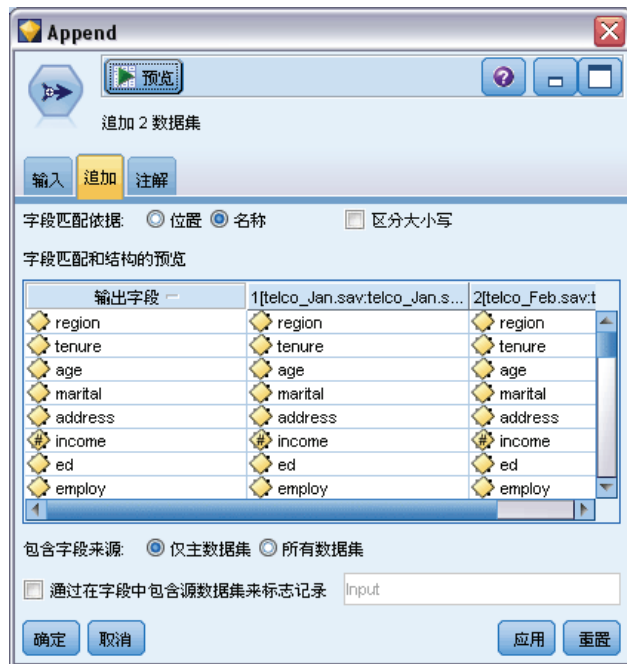 Append
预览
追加 2 数据集
输入 追加 注解
字段匹配依据: 位置 名称 区分大小写
字段匹配和结构的预览
输出字段 1[telco_Jan.sav:telco_Jan.s... 2[telco_Feb.sav:t
region region region
tenure tenure tenure
age age age
marital marital marital
address address address
income income income
ed ed ed
employ employ employ
包含字段来源: 仅主数据集 所有数据集
通过在字段中包含源数据集来标志记录 Input
确定 取消 应用 重置